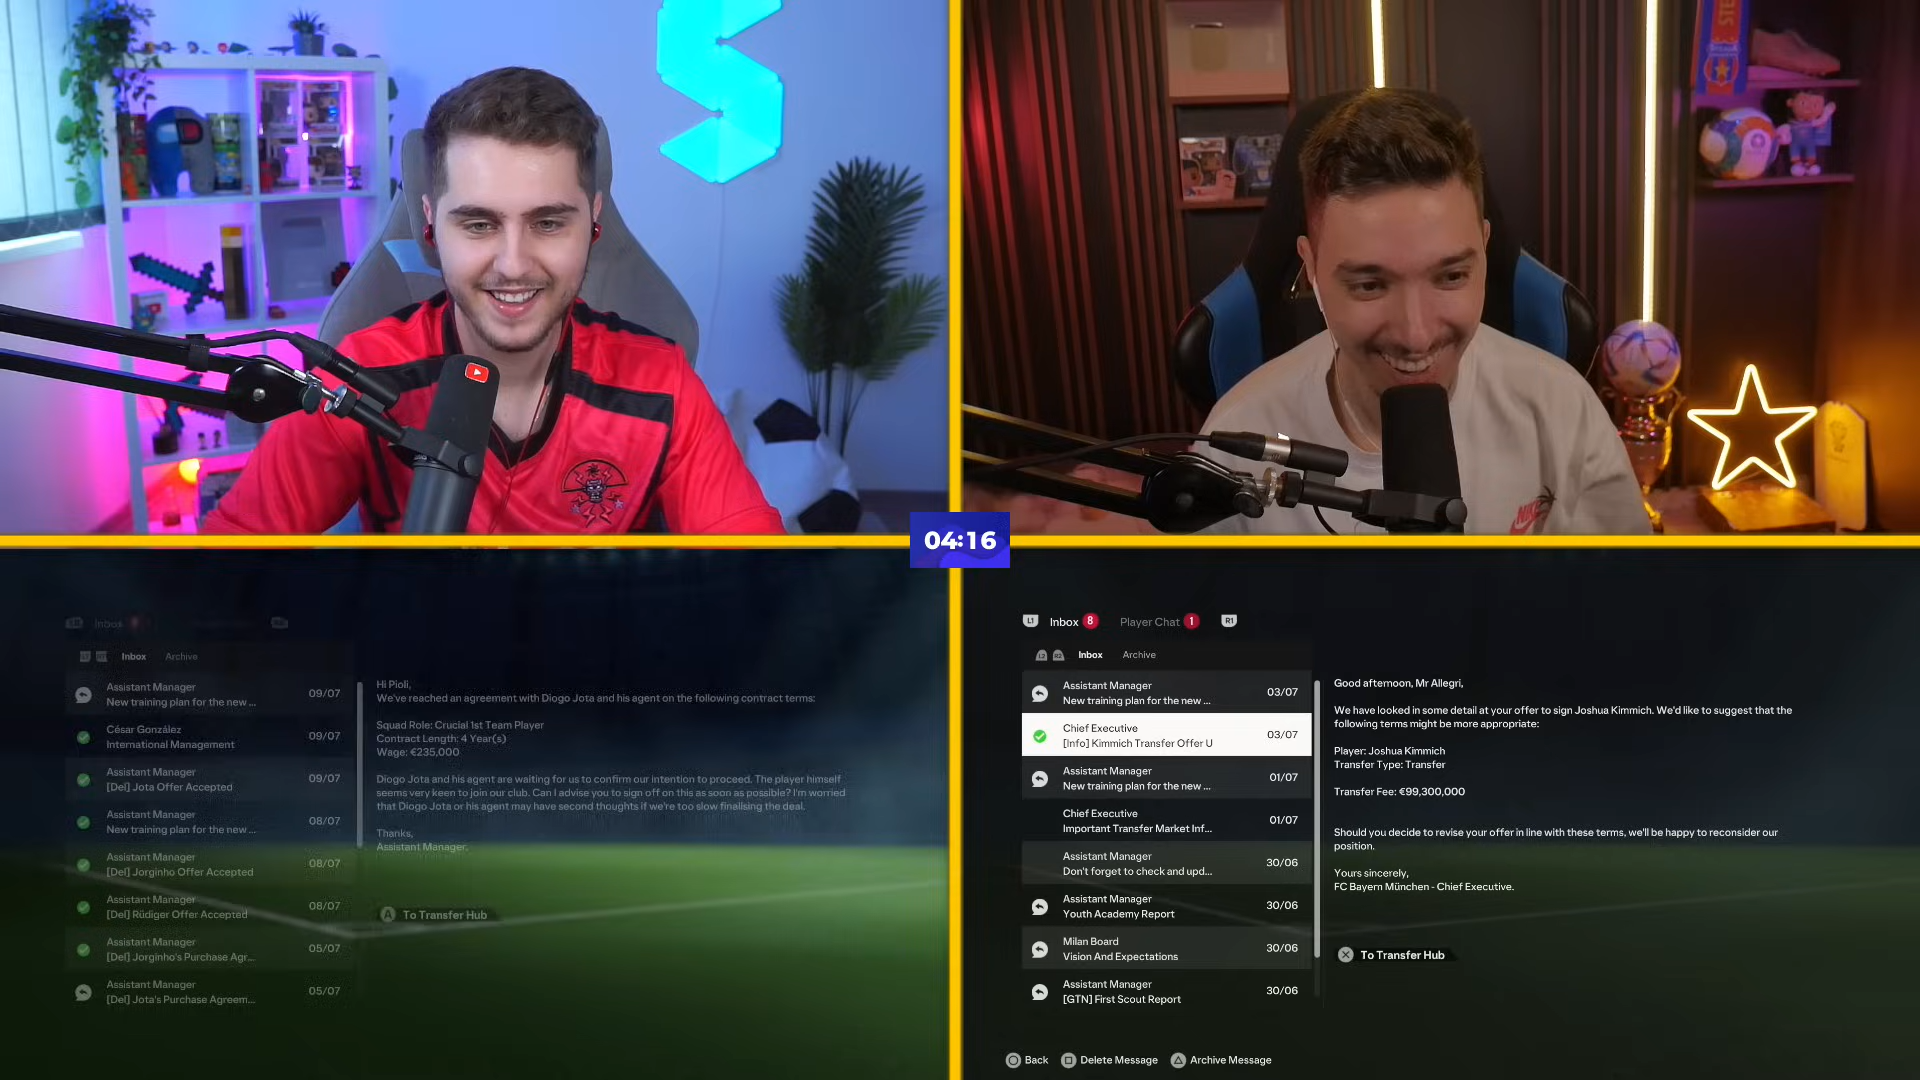 STE
NIKE
04:16
Inbox
Inbox
Archive
Assistant Manager
New training plan for the new ...
09/07
César González
International Management
09/07
Assistant Manager
[Del] Jota Offer Accepted
09/07
Assistant Manager
New training plan for the new ...
08/07
Assistant Manager
[Del] Jorginho Offer Accepted
08/07
Assistant Manager
[Del] Rüdiger Offer Accepted
08/07
Assistant Manager
[Del] Jorginho's Purchase Agr...
05/07
Assistant Manager
[Del] Jota's Purchase Agreem...
05/07
Hi Pioli,
We've reached an agreement with Diogo Jota and his agent on the following contract terms:
Squad Role: Crucial 1st Team Player
Contract Length: 4 Year(s)
Wage: €235,000
Diogo Jota and his agent are waiting for us to confirm our intention to proceed. The player himself
seems very keen to join our club. Can I advise you to sign off on this as soon as possible? I'm worried
that Diogo Jota or his agent may have second thoughts if we're too slow finalising the deal.
Thanks,
Assistant Manager.
A To Transfer Hub
L1 Inbox 8 Player Chat 1 R1
L2 R2 Inbox Archive
Assistant Manager
New training plan for the new ...
03/07
Chief Executive
[Info] Kimmich Transfer Offer U
03/07
Assistant Manager
New training plan for the new ...
01/07
Chief Executive
Important Transfer Market Inf...
01/07
Assistant Manager
Don't forget to check and upd...
30/06
Assistant Manager
Youth Academy Report
30/06
Milan Board
Vision And Expectations
30/06
Assistant Manager
[GTN] First Scout Report
30/06
Good afternoon, Mr Allegri,
We have looked in some detail at your offer to sign Joshua Kimmich. We'd like to suggest that the
following terms might be more appropriate:
Player: Joshua Kimmich
Transfer Type: Transfer
Transfer Fee: €99,300,000
Should you decide to revise your offer in line with these terms, we'll be happy to reconsider our
position.
Yours sincerely,
FC Bayern München - Chief Executive.
To Transfer Hub
Back Delete Message Archive Message